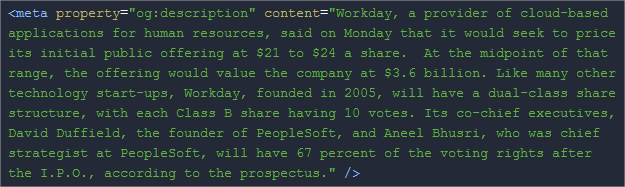 <meta property="og:description" content="Workday, a provider of cloud-based
applications for human resources, said on Monday that it would seek to price
its initial public offering at $21 to $24 a share.  At the midpoint of that
range, the offering would value the company at $3.6 billion. Like many other
technology start-ups, Workday, founded in 2005, will have a dual-class share
structure, with each Class B share having 10 votes. Its co-chief executives,
David Duffield, the founder of PeopleSoft, and Aneel Bhusri, who was chief
strategist at PeopleSoft, will have 67 percent of the voting rights after
the I.P.O., according to the prospectus." />